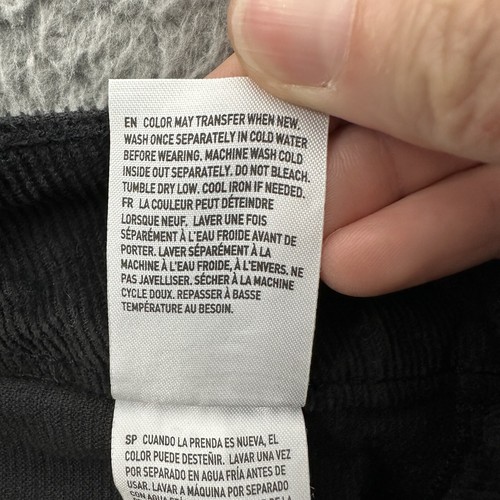 EN COLOR MAY TRANSFER WHEN NEW.
WASH ONCE SEPARATELY IN COLD WATER
BEFORE WEARING. MACHINE WASH COLD
INSIDE OUT SEPARATELY. DO NOT BLEACH.
TUMBLE DRY LOW. COOL IRON IF NEEDED.
FR LA COULEUR PEUT DÉTEINDRE
LORSQUE NEUF. LAVER UNE FOIS
SÉPARÉMENT À L'EAU FROIDE AVANT DE
PORTER. LAVER SÉPARÉMENT À LA
MACHINE À L'EAU FROIDE, À L'ENVERS. NE
PAS JAVELLISER. SÉCHER À LA MACHINE
CYCLE DOUX. REPASSER À BASSE
TEMPÉRATURE AU BESOIN.
SP CUANDO LA PRENDA ES NUEVA, EL
COLOR PUEDE DESTEÑIR. LAVAR UNA VEZ
POR SEPARADO EN AGUA FRÍA ANTES DE
USAR. LAVAR A MÁQUINA POR SEPARADO